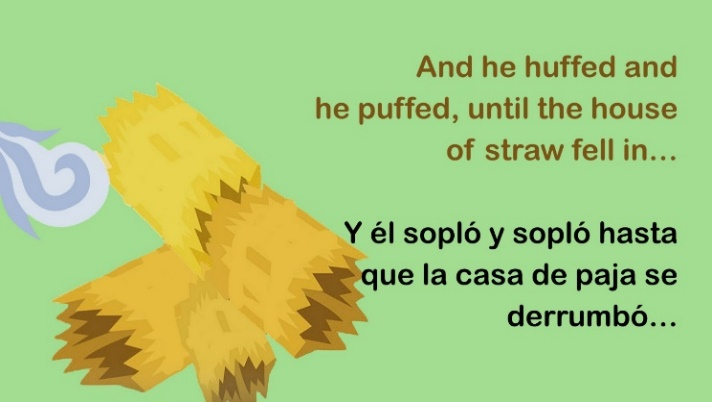 And he huffed and
he puffed, until the house
of straw fell in...
Y él sopló y sopló hasta
que la casa de paja se
derrumbó...